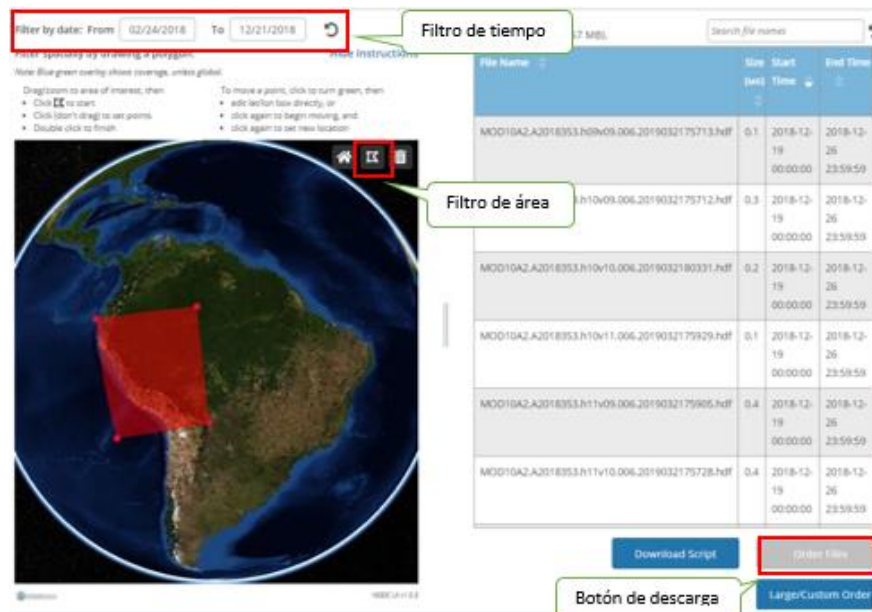 Filter by date: From 02/24/2018 To 12/21/2018
Filtro de tiempo
Filter spatially by drawing a polygon.
Hide Instructions
Note: Blue-green overlay shows coverage, unless global.
Drag/zoom to area of interest, then
Click to start
Click (don't drag) to set points
Double click to finish
To move a point, click to turn green, then
edit lat/lon box directly, or
click again to begin moving, and
click again to set new location
Filtro de área
MB).
Search file names
File Name Size Start End Time
Time
MOD10A2.A2018353.h09v09.006.2019032175713.hdf 0.1 2018-12- 2018-12-
19 26
00:00:00 23:59:59
.h10v09.006.2019032175712.hdf 0.3 2018-12- 2018-12-
19 26
00:00:00 23:59:59
MOD10A2.A2018353.h10v10.006.2019032180331.hdf 0.2 2018-12- 2018-12-
19 26
00:00:00 23:59:59
MOD10A2.A2018353.h10v11.006.2019032175929.hdf 0.1 2018-12- 2018-12-
19 26
00:00:00 23:59:59
MOD10A2.A2018353.h11v09.006.2019032175905.hdf 0.4 2018-12- 2018-12-
19 26
00:00:00 23:59:59
MOD10A2.A2018353.h11v10.006.2019032175728.hdf 0.4 2018-12- 2018-12-
19 26
00:00:00 23:59:59
Download Script
Order Files
Botón de descarga
Large/Custom Order